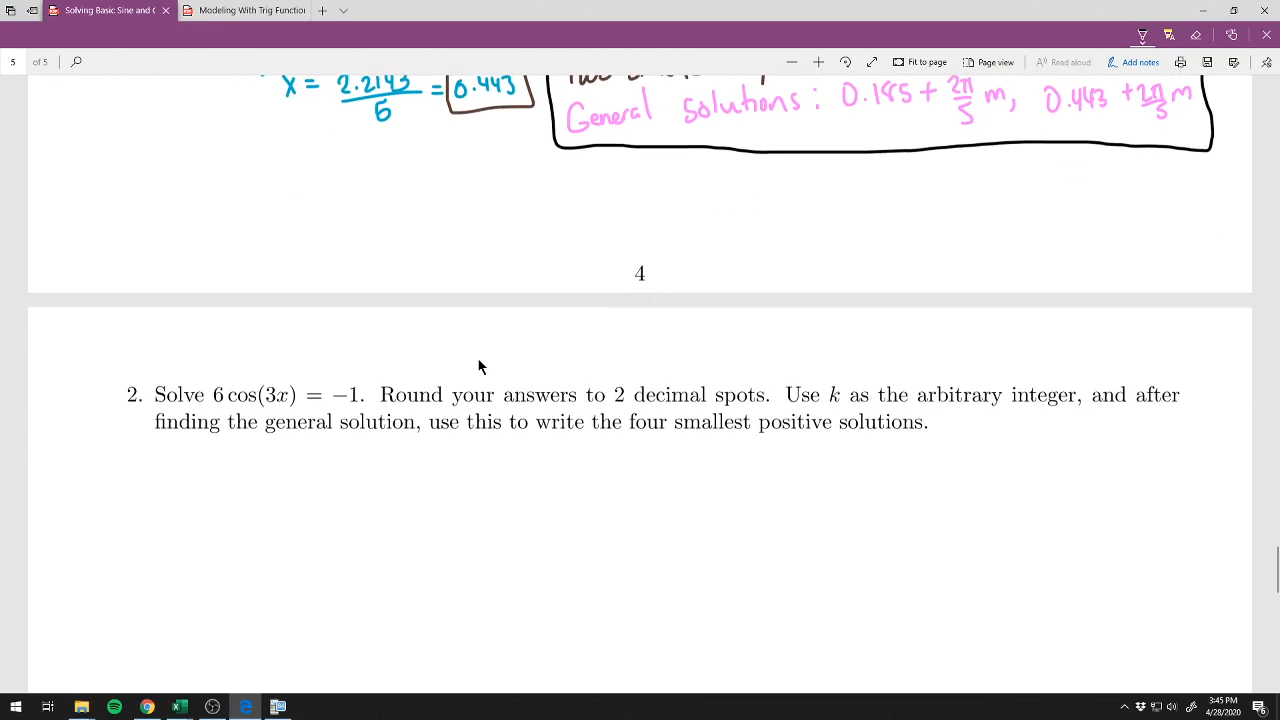 Solving Basic Sine and C
Modeling With Trig Function
5 of 5
Fit to page
Page view
Read aloud
Add notes
x = 2.2143/5 = 0.443
General solutions: 0.185 + 2π/5 m, 0.443 + 2π/5 m
4
2. Solve 6 cos(3x) = −1. Round your answers to 2 decimal spots. Use k as the arbitrary integer, and after
finding the general solution, use this to write the four smallest positive solutions.
3:45 PM
4/28/2020